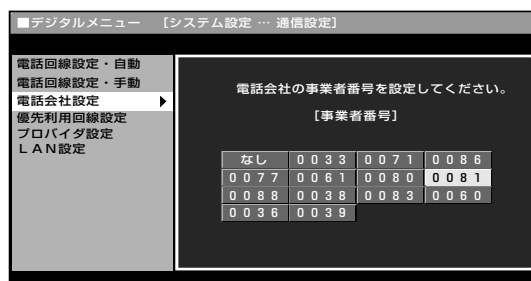 ■デジタルメニュー　[システム設定 … 通信設定]
電話回線設定・自動
電話回線設定・手動
電話会社設定 ▶
優先利用回線設定
プロバイダ設定
ＬＡＮ設定
電話会社の事業者番号を設定してください。
[事業者番号]
なし ００３３ ００７１ ００８６
００７７ ００６１ ００８０ ００８１
００８８ ００３８ ００８３ ００６０
００３６ ００３９